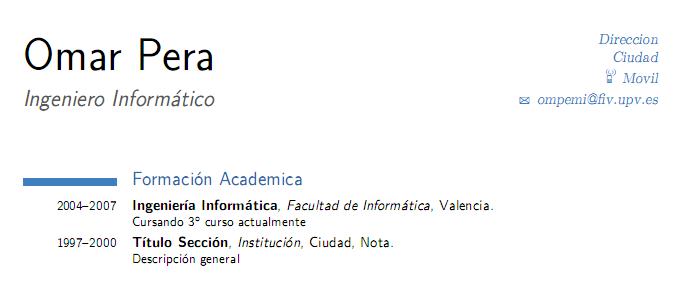 Omar Pera
Ingeniero Informático
Direccion
Ciudad
Movil
ompemi@fiv.upv.es
Formación Academica
2004–2007 Ingeniería Informática, Facultad de Informática, Valencia.
Cursando 3º curso actualmente
1997–2000 Título Sección, Institución, Ciudad, Nota.
Descripción general